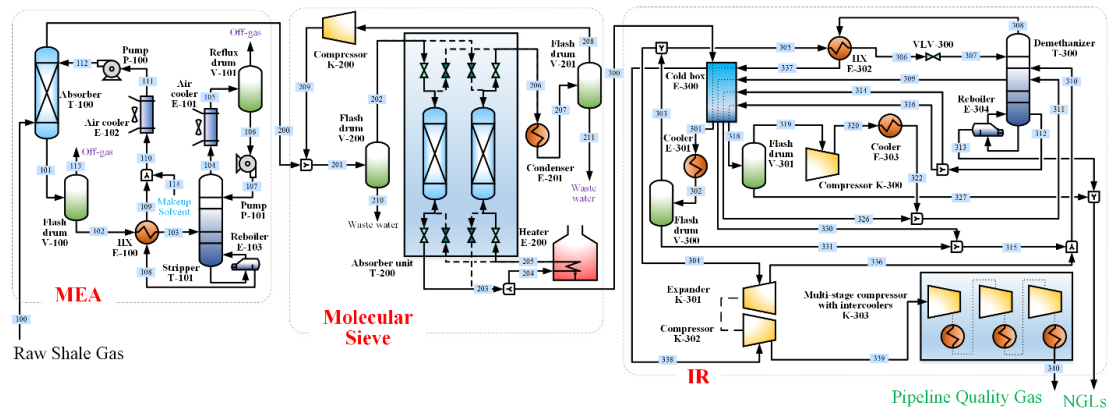 Off-gas
Reflux
drum
V-101
Pump
P-100
112
111
Absorber
T-100
Air
cooler
E-101
105
Air cooler
E-102
106
Off-gas
101
113
110
104
107
114
Makeup
Solvent
109
Pump
P-101
Flash
drum
V-100
102
HX
E-100
103
Reboiler
E-103
108
Stripper
T-101
MEA
100
Raw Shale Gas
200
Compressor
K-200
209
202
Flash
drum
V-200
201
210
Waste water
206
207
Flash
drum
V-201
208
Condenser
E-201
211
Waste
water
Heater
E-200
205
204
203
Absorber unit
T-200
Molecular
Sieve
300
305
HX
E-302
306
VLV-300
307
308
Demethanizer
T-300
337
Cold box
E-300
309
310
314
311
316
303
Reboiler
E-304
301
Cooler
E-301
318
319
320
313
312
302
Flash
drum
V-301
Cooler
E-303
Compressor K-300
322
327
Flash
drum
V-300
326
330
331
315
304
336
Expander
K-301
Compressor
K-302
Multi-stage compressor
with intercoolers
K-303
338
339
340
IR
Pipeline Quality Gas
NGLs